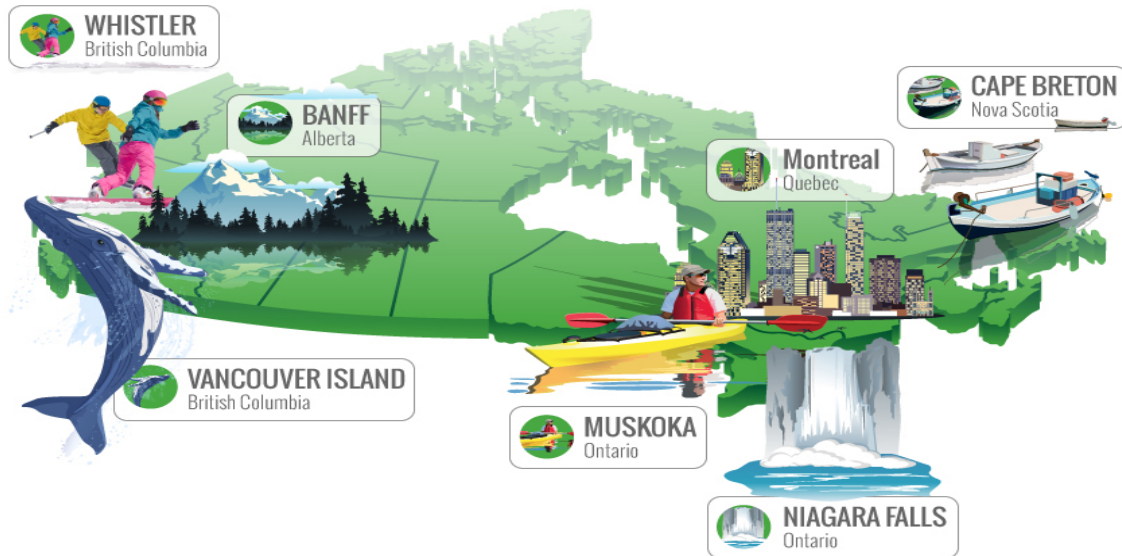 WHISTLER
British Columbia
BANFF
Alberta
CAPE BRETON
Nova Scotia
Montreal
Quebec
VANCOUVER ISLAND
British Columbia
MUSKOKA
Ontario
NIAGARA FALLS
Ontario